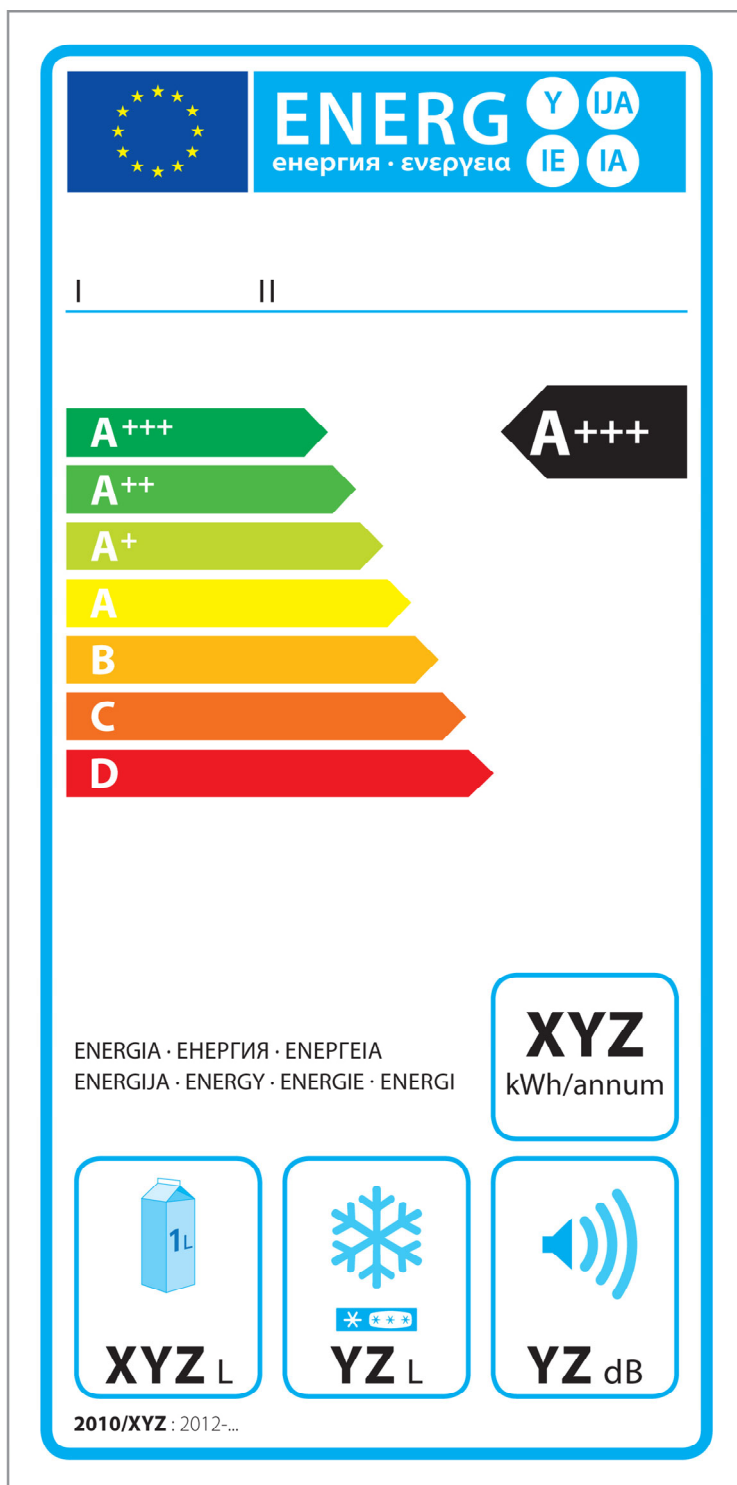 ENERG Y IJA
енергия · ενεργεια IE IA
I II
A+++ A+++
A++
A+
A
B
C
D
XYZ
kWh/annum
ENERGIA · ЕНЕРГИЯ · ΕΝΕΡΓΕΙΑ
ENERGIJA · ENERGY · ENERGIE · ENERGI
1L
XYZ L YZ L YZ dB
2010/XYZ : 2012-...